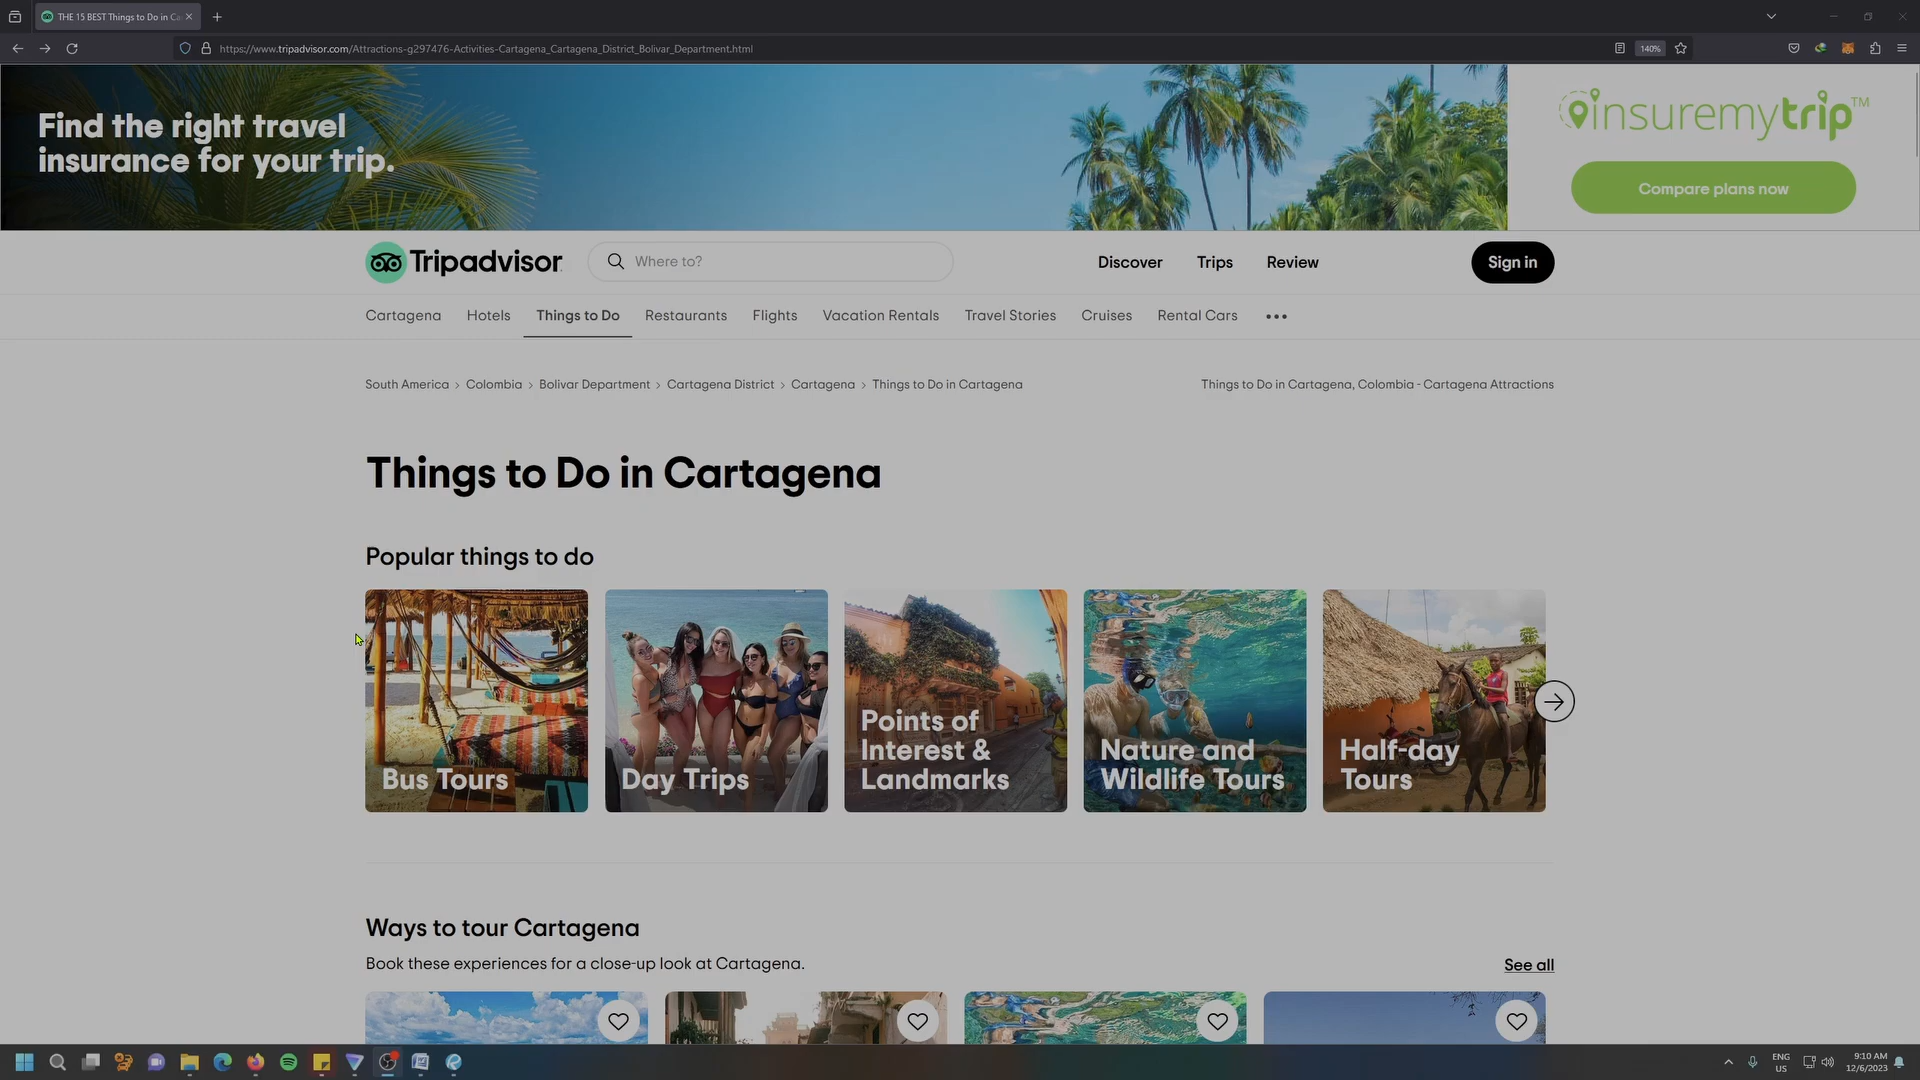 THE 15 BEST Things to Do in Ca
https://www.tripadvisor.com/Attractions-g297476-Activities-Cartagena_Cartagena_District_Bolivar_Department.html
140%
Find the right travel
insurance for your trip.
insuremytrip™
Compare plans now
Tripadvisor
Where to?
Discover
Trips
Review
Sign in
Cartagena
Hotels
Things to Do
Restaurants
Flights
Vacation Rentals
Travel Stories
Cruises
Rental Cars
South America › Colombia › Bolivar Department › Cartagena District › Cartagena › Things to Do in Cartagena
Things to Do in Cartagena, Colombia - Cartagena Attractions
Things to Do in Cartagena
Popular things to do
Bus Tours
Day Trips
Points of
Interest &
Landmarks
Nature and
Wildlife Tours
Half-day
Tours
Ways to tour Cartagena
Book these experiences for a close-up look at Cartagena.
See all
ENG
US
9:10 AM
12/6/2023